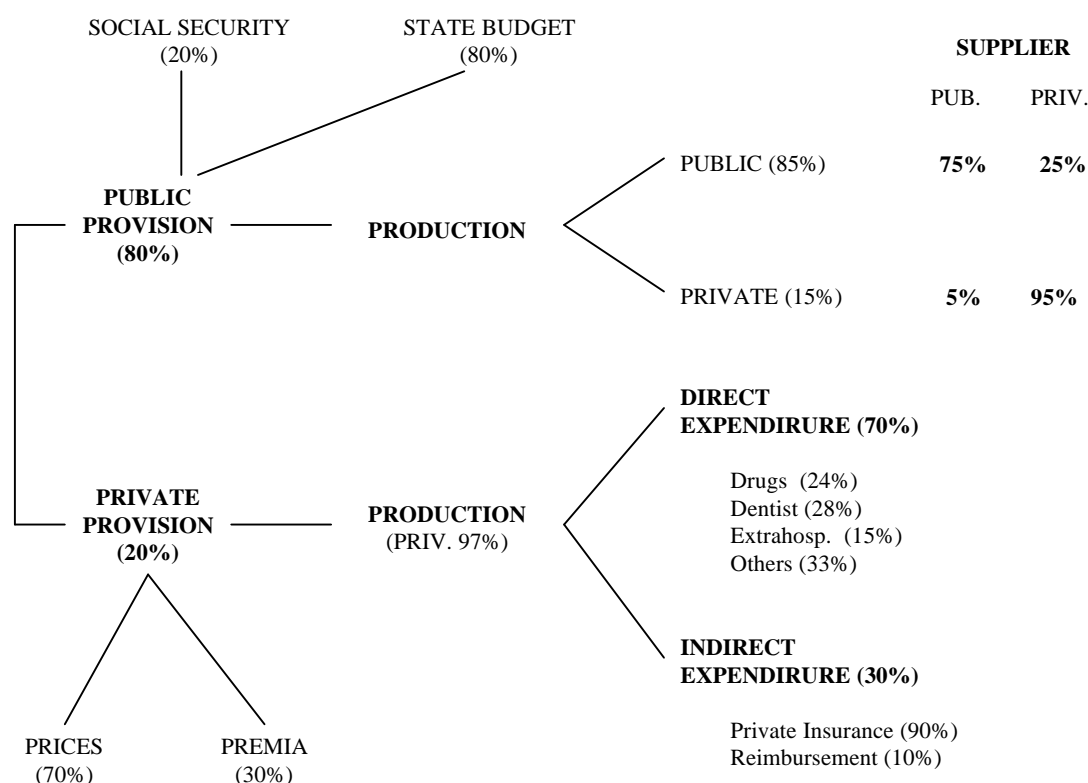 SOCIAL SECURITY
(20%)
STATE BUDGET
(80%)
SUPPLIER
PUB. PRIV.
PUBLIC (85%) 75% 25%
PUBLIC
PROVISION
(80%)
PRODUCTION
PRIVATE (15%) 5% 95%
DIRECT
EXPENDIRURE (70%)
Drugs (24%)
Dentist (28%)
Extrahosp. (15%)
Others (33%)
PRIVATE
PROVISION
(20%)
PRODUCTION
(PRIV. 97%)
INDIRECT
EXPENDIRURE (30%)
Private Insurance (90%)
Reimbursement (10%)
PRICES
(70%)
PREMIA
(30%)